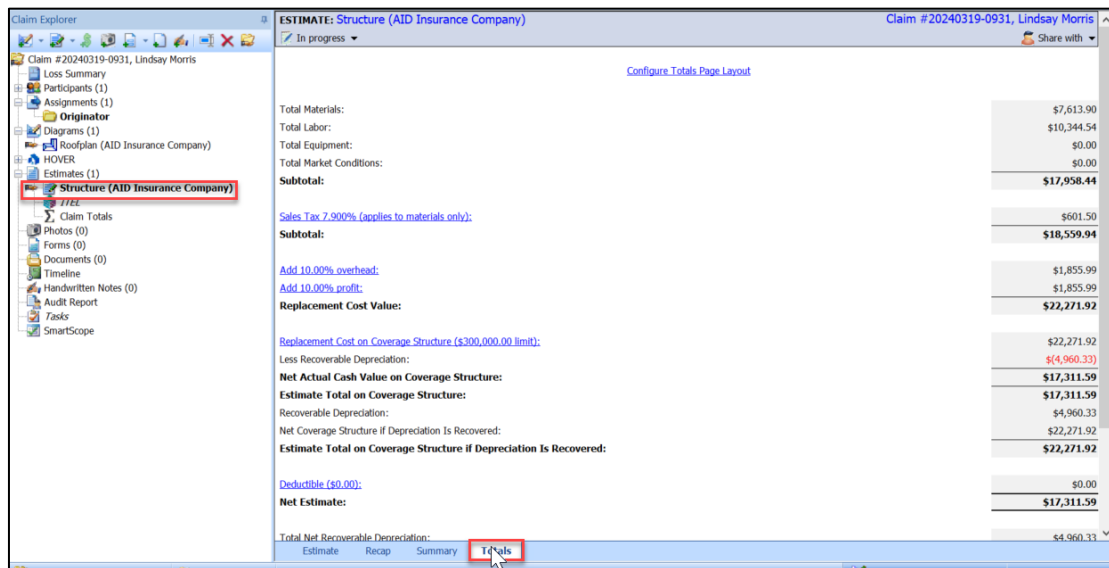 Claim Explorer
ESTIMATE: Structure (AID Insurance Company)
Claim #20240319-0931, Lindsay Morris
In progress
Share with
Claim #20240319-0931, Lindsay Morris
Loss Summary
Participants (1)
Assignments (1)
Originator
Diagrams (1)
Roofplan (AID Insurance Company)
HOVER
Estimates (1)
Structure (AID Insurance Company)
ITEL
Claim Totals
Photos (0)
Forms (0)
Documents (0)
Timeline
Handwritten Notes (0)
Audit Report
Tasks
SmartScope
Configure Totals Page Layout
Total Materials: $7,613.90
Total Labor: $10,344.54
Total Equipment: $0.00
Total Market Conditions: $0.00
Subtotal: $17,958.44
Sales Tax 7.900% (applies to materials only): $601.50
Subtotal: $18,559.94
Add 10.00% overhead: $1,855.99
Add 10.00% profit: $1,855.99
Replacement Cost Value: $22,271.92
Replacement Cost on Coverage Structure ($300,000.00 limit): $22,271.92
Less Recoverable Depreciation: $(4,960.33)
Net Actual Cash Value on Coverage Structure: $17,311.59
Estimate Total on Coverage Structure: $17,311.59
Recoverable Depreciation: $4,960.33
Net Coverage Structure if Depreciation Is Recovered: $22,271.92
Estimate Total on Coverage Structure if Depreciation Is Recovered: $22,271.92
Deductible ($0.00): $0.00
Net Estimate: $17,311.59
Total Net Recoverable Depreciation: $4,960.33
Estimate Recap Summary Totals